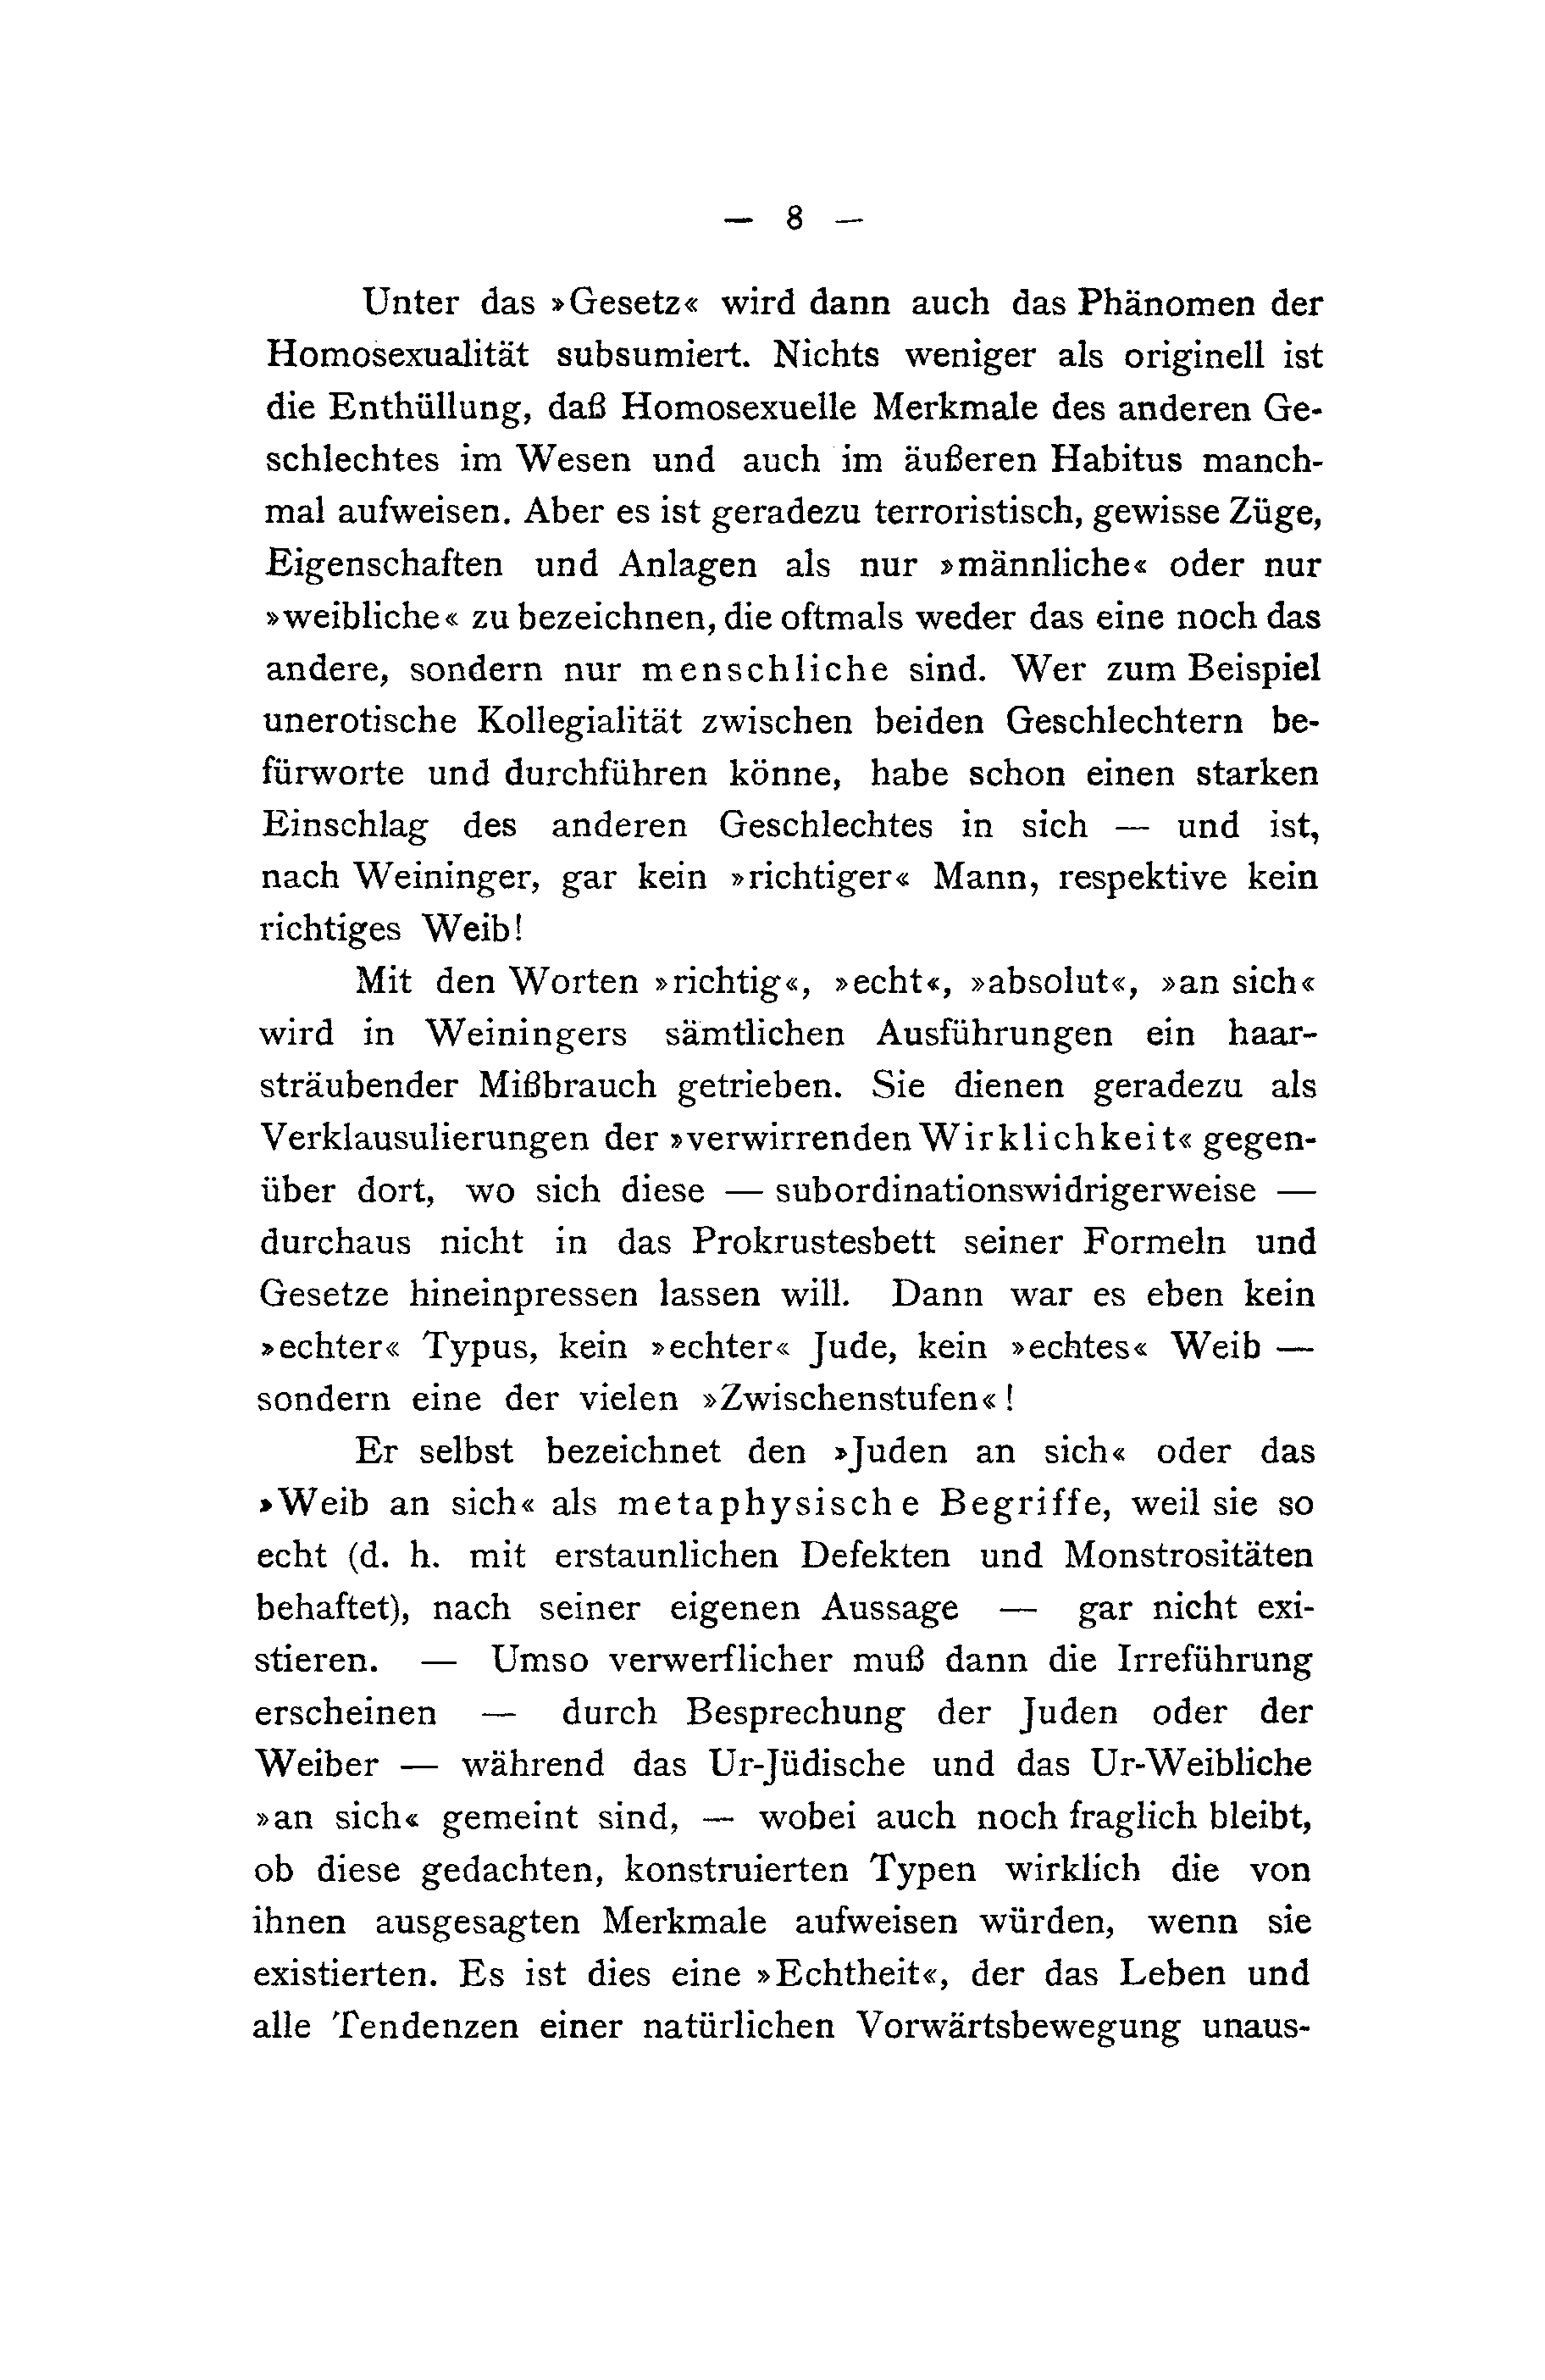 — 8 —
Unter das »Gesetz« wird dann auch das Phänomen der
Homosexualität subsumiert. Nichts weniger als originell ist
die Enthüllung, daß Homosexuelle Merkmale des anderen Ge-
schlechtes im Wesen und auch im äußeren Habitus manch-
mal aufweisen. Aber es ist geradezu terroristisch, gewisse Züge,
Eigenschaften und Anlagen als nur »männliche« oder nur
»weibliche« zu bezeichnen, die oftmals weder das eine noch das
andere, sondern nur menschliche sind. Wer zum Beispiel
unerotische Kollegialität zwischen beiden Geschlechtern be-
fürworte und durchführen könne, habe schon einen starken
Einschlag des anderen Geschlechtes in sich — und ist,
nach Weininger, gar kein »richtiger« Mann, respektive kein
richtiges Weib!
Mit den Worten »richtig«, »echt«, »absolut«, »an sich«
wird in Weiningers sämtlichen Ausführungen ein haar-
sträubender Mißbrauch getrieben. Sie dienen geradezu als
Verklausulierungen der »verwirrenden Wirklichkeit« gegen-
über dort, wo sich diese — subordinationswidrigerweise —
durchaus nicht in das Prokrustesbett seiner Formeln und
Gesetze hineinpressen lassen will. Dann war es eben kein
»echter« Typus, kein »echter« Jude, kein »echtes« Weib —
sondern eine der vielen »Zwischenstufen«!
Er selbst bezeichnet den »Juden an sich« oder das
»Weib an sich« als metaphysische Begriffe, weil sie so
echt (d. h. mit erstaunlichen Defekten und Monstrositäten
behaftet), nach seiner eigenen Aussage — gar nicht exi-
stieren. — Umso verwerflicher muß dann die Irreführung
erscheinen — durch Besprechung der Juden oder der
Weiber — während das Ur-Jüdische und das Ur-Weibliche
»an sich« gemeint sind, — wobei auch noch fraglich bleibt,
ob diese gedachten, konstruierten Typen wirklich die von
ihnen ausgesagten Merkmale aufweisen würden, wenn sie
existierten. Es ist dies eine »Echtheit«, der das Leben und
alle Tendenzen einer natürlichen Vorwärtsbewegung unaus-